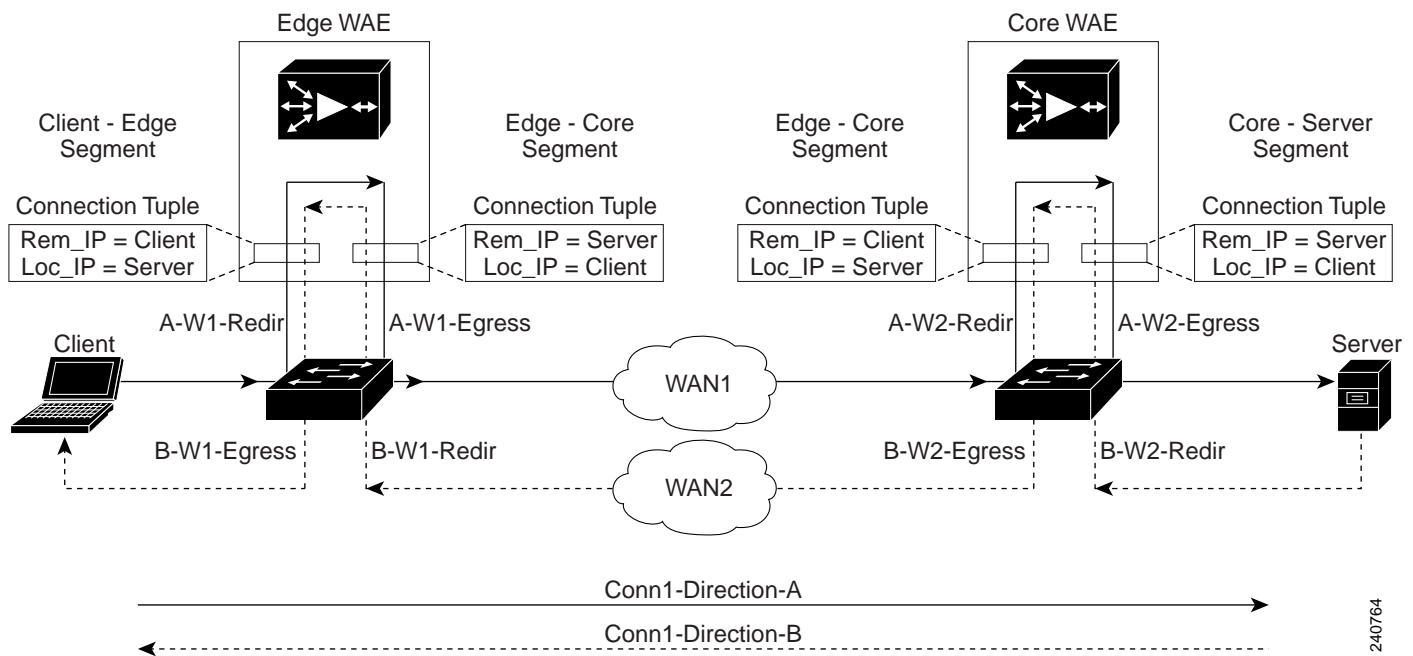 Edge WAE
Core WAE
Client - Edge
Segment
Edge - Core
Segment
Edge - Core
Segment
Core - Server
Segment
Connection Tuple
Connection Tuple
Connection Tuple
Connection Tuple
Rem_IP = Client
Loc_IP = Server
Rem_IP = Server
Loc_IP = Client
Rem_IP = Client
Loc_IP = Server
Rem_IP = Server
Loc_IP = Client
A-W1-Redir
A-W1-Egress
A-W2-Redir
A-W2-Egress
Client
Server
WAN1
B-W1-Egress
B-W1-Redir
B-W2-Egress
B-W2-Redir
WAN2
Conn1-Direction-A
Conn1-Direction-B
240764